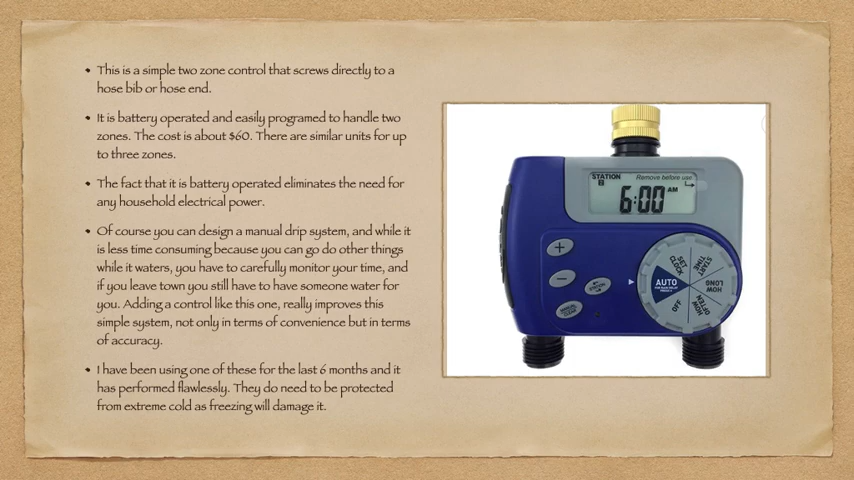 • This is a simple two zone control that screws directly to a
hose bib or hose end.
• It is battery operated and easily programed to handle two
zones. The cost is about $60. There are similar units for up
to three zones.
• The fact that it is battery operated eliminates the need for
any household electrical power.
• Of course you can design a manual drip system, and while it
is less time consuming because you can go do other things
while it waters, you have to carefully monitor your time, and
if you leave town you still have to have someone water for
you. Adding a control like this one, really improves this
simple system, not only in terms of convenience but in terms
of accuracy.
• I have been using one of these for the last 6 months and it
has performed flawlessly. They do need to be protected
from extreme cold as freezing will damage it.
STATION
Remove before use
6:00 AM
+
−
SET CLOCK
START TIME
HOW LONG
HOW OFTEN
OFF
AUTO